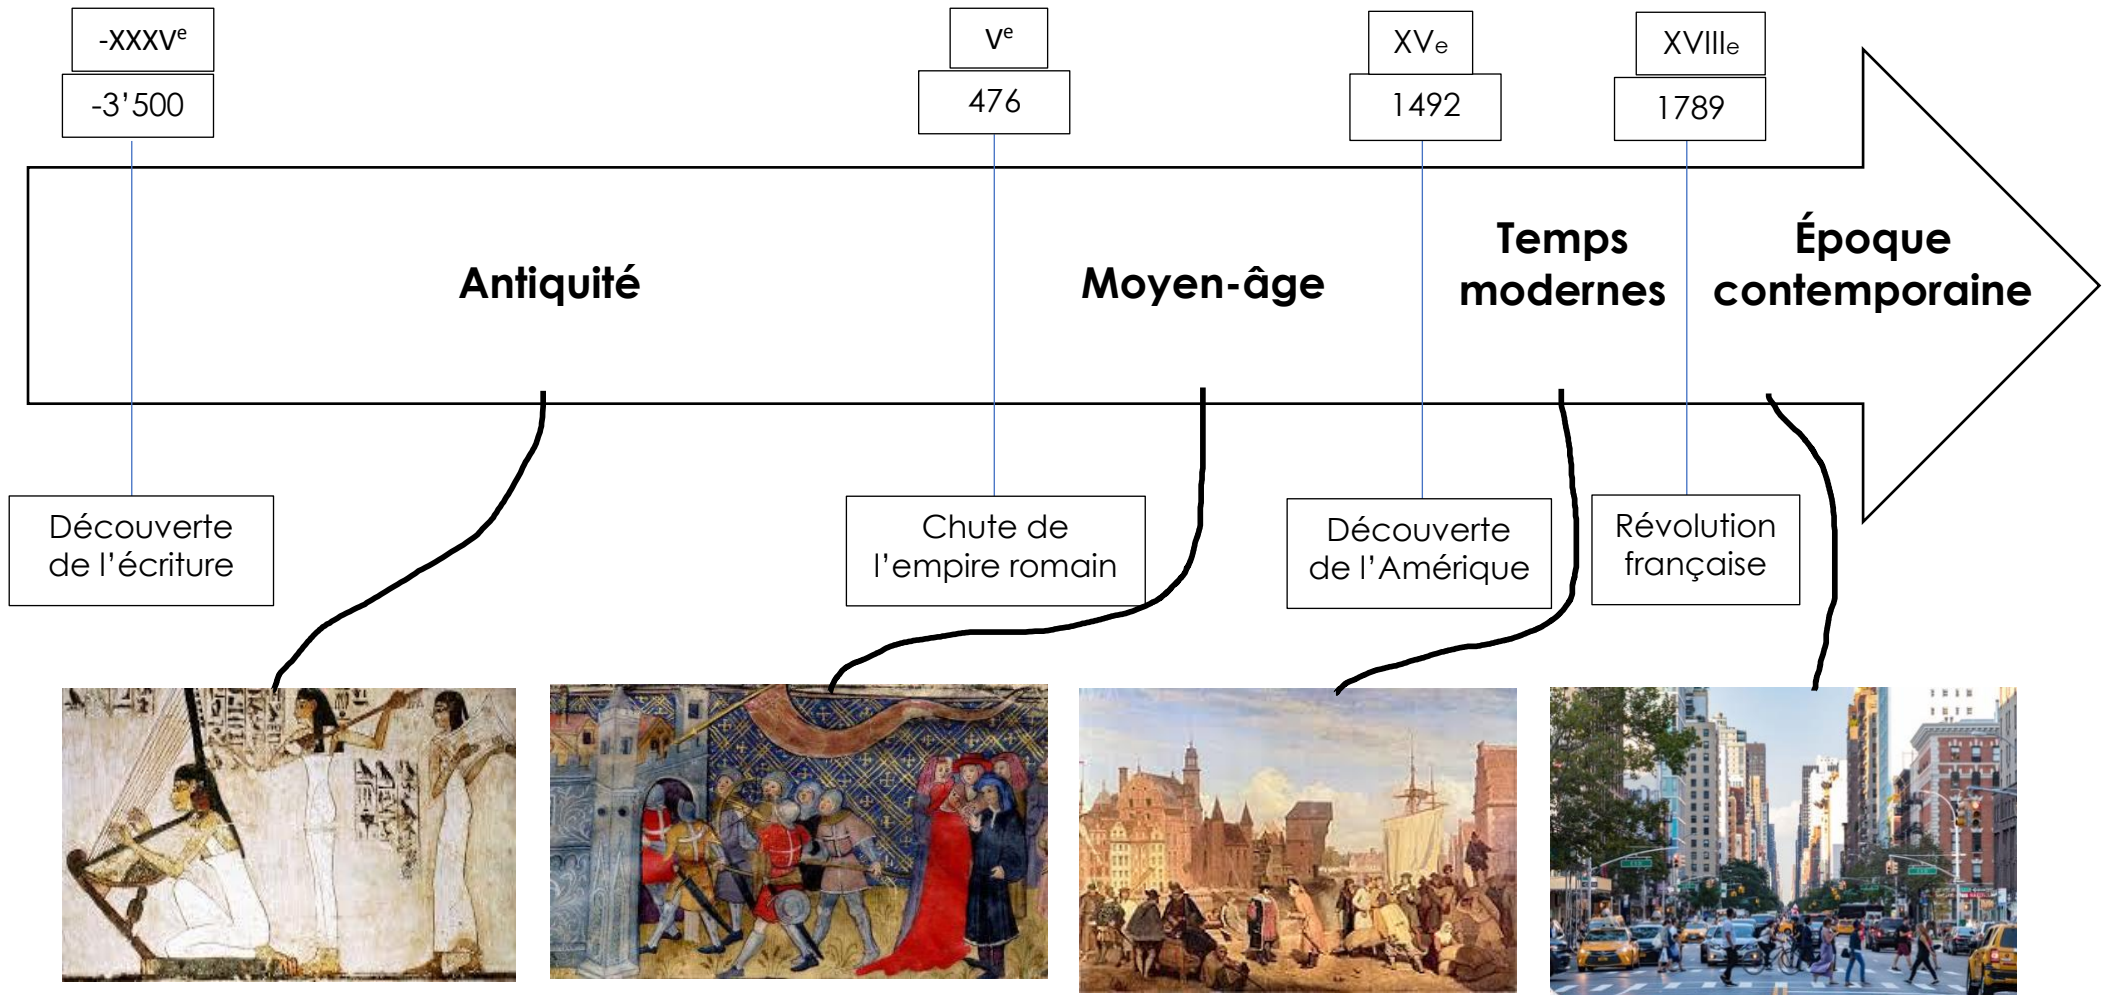 -XXXVᵉ
-3’500
Vᵉ
476
XVe
1492
XVIIIe
1789
Antiquité
Moyen-âge
Temps
modernes
Époque
contemporaine
Découverte
de l’écriture
Chute de
l’empire romain
Découverte
de l’Amérique
Révolution
française